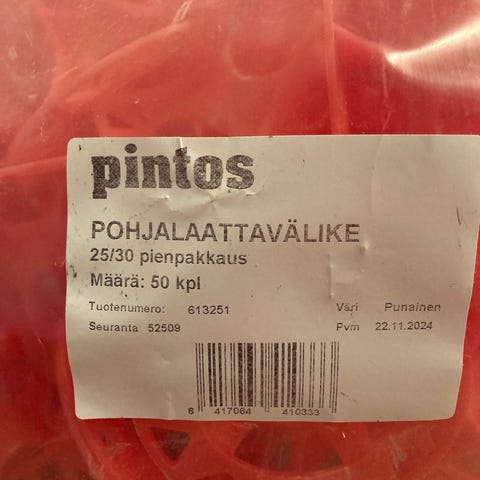 pintos
POHJALAATTAVÄLIKE
25/30 pienpakkaus
Määrä: 50 kpl
Tuotenumero: 613251 Väri Punainen
Seuranta 52509 Pvm 22.11.2024
6 417064 410333